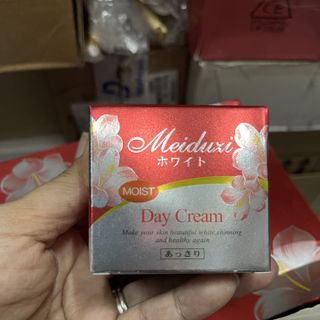 Meiduzi
ホワイト
MOIST
Day Cream
Make your skin beautiful white, shinning
and healthy again
あっさり